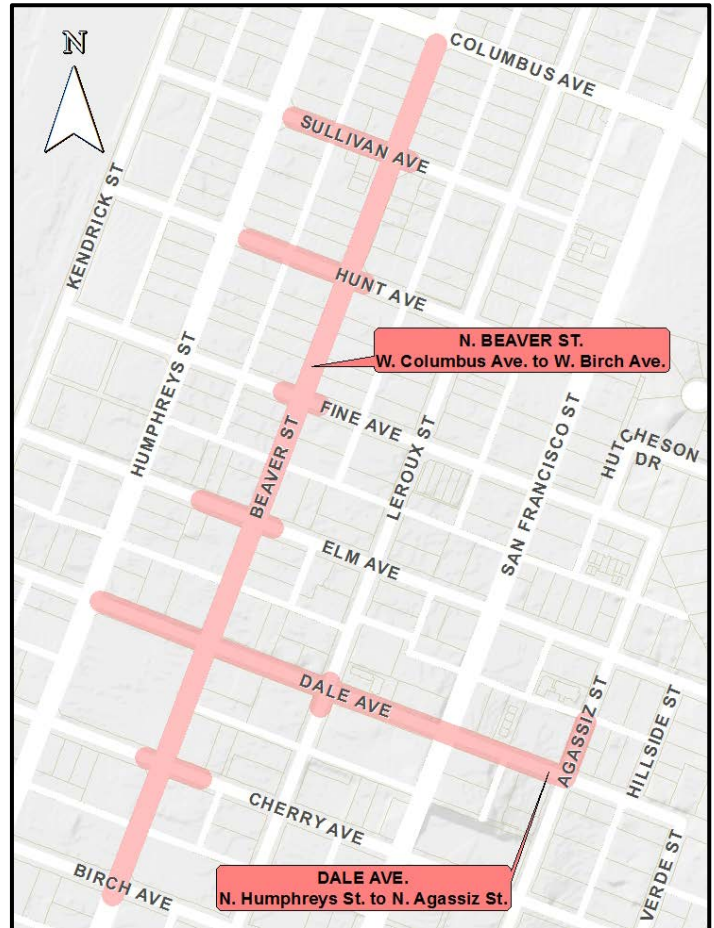 N
COLUMBUS AVE
SULLIVAN AVE
KENDRICK ST
HUNT AVE
N. BEAVER ST.
W. Columbus Ave. to W. Birch Ave.
HUMPHREYS ST
FINE AVE
BEAVER ST
LEROUX ST
SAN FRANCISCO ST
HUTCHESON
DR
ELM AVE
DALE AVE
AGASSIZ ST
HILLSIDE ST
CHERRY AVE
BIRCH AVE
VERDE ST
DALE AVE.
N. Humphreys St. to N. Agassiz St.